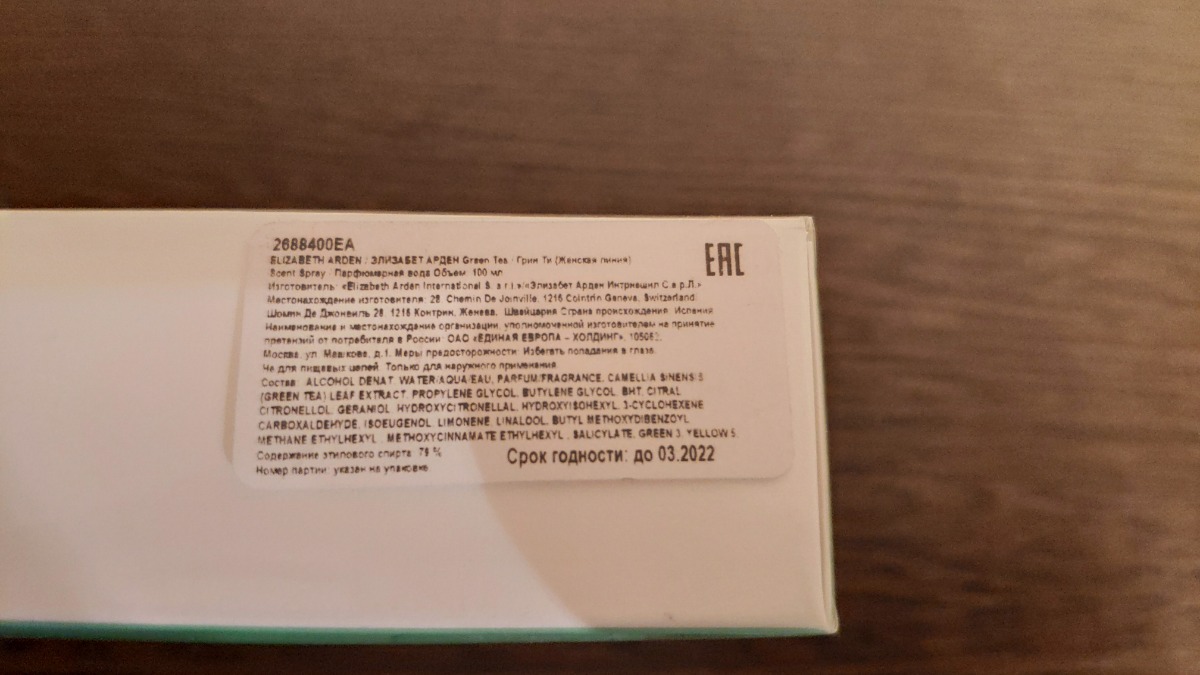 2688400EA
EAC
ELIZABETH ARDEN / ЭЛИЗАБЕТ АРДЕН Green Tea / Грин Ти (Женская линия)
Scent Spray / Парфюмерная вода Объем: 100 мл
Изготовитель: «Elizabeth Arden International S. a r.l.»/«Элизабет Арден Интрнешнл С.а р.Л.»
Местонахождение изготовителя: 28, Chemin De Joinville, 1216 Cointrin Geneva, Switzerland/
Шомин Де Джонвиль 28, 1216 Контрин, Женева, Швейцария Страна происхождения: Испания
Наименование и местонахождение организации, уполномоченной изготовителем на принятие
претензий от потребителя в России: ОАО «ЕДИНАЯ ЕВРОПА – ХОЛДИНГ», 105062,
Москва, ул. Машкова, д.1. Меры предосторожности: Избегать попадания в глаза.
Не для пищевых целей. Только для наружного применения.
Состав: ALCOHOL DENAT. WATER/AQUA/EAU, PARFUM/FRAGRANCE, CAMELLIA SINENSIS
(GREEN TEA) LEAF EXTRACT, PROPYLENE GLYCOL, BUTYLENE GLYCOL, BHT, CITRAL,
CITRONELLOL, GERANIOL, HYDROXYCITRONELLAL, HYDROXYISOHEXYL, 3-CYCLOHEXENE
CARBOXALDEHYDE, ISOEUGENOL, LIMONENE, LINALOOL, BUTYL METHOXYDIBENZOYL
METHANE ETHYLHEXYL , METHOXYCINNAMATE ETHYLHEXYL , SALICYLATE, GREEN 3, YELLOW 5.
Содержание этилового спирта: 79 %
Срок годности: до 03.2022
Номер партии: указан на упаковке.